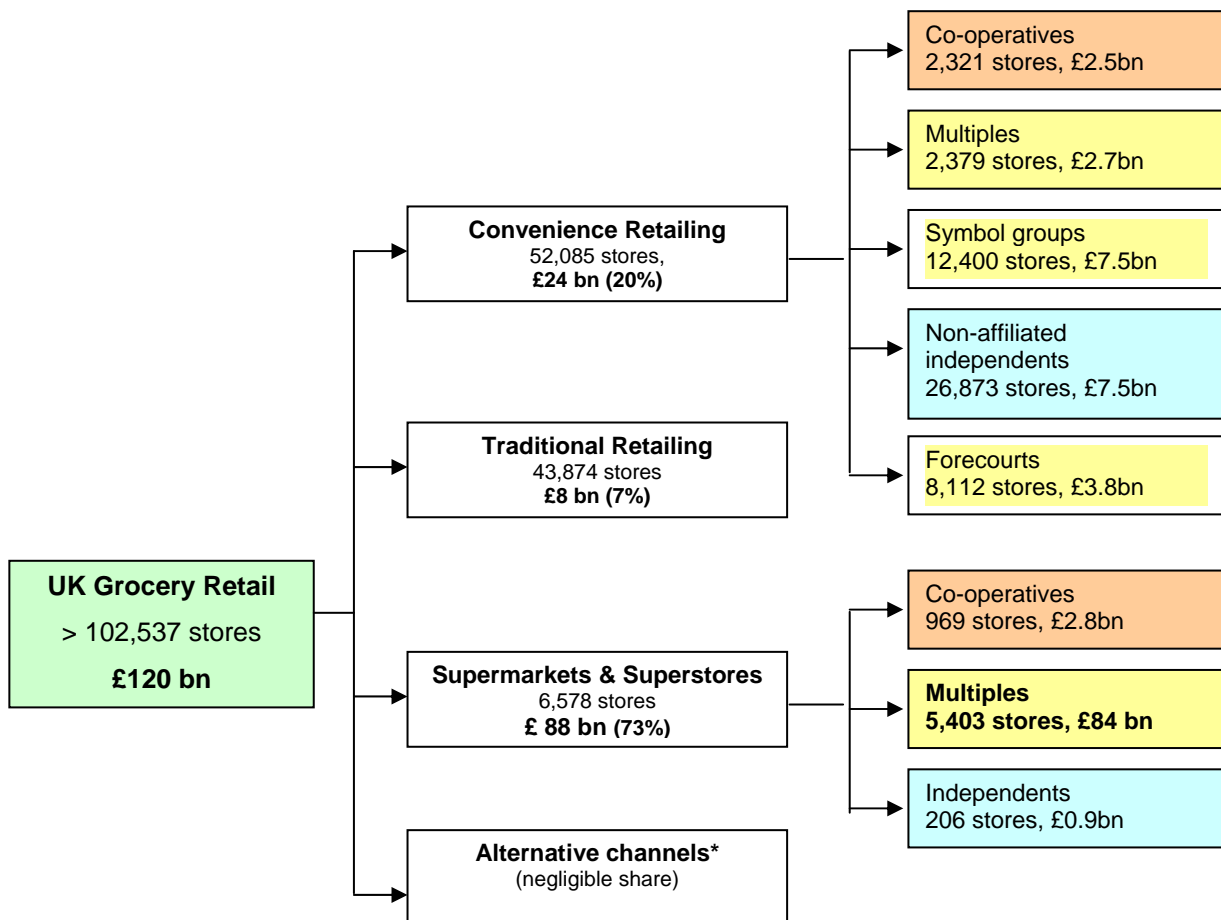 UK Grocery Retail
> 102,537 stores
£120 bn
Convenience Retailing
52,085 stores,
£24 bn (20%)
Traditional Retailing
43,874 stores
£8 bn (7%)
Supermarkets & Superstores
6,578 stores
£ 88 bn (73%)
Alternative channels*
(negligible share)
Co-operatives
2,321 stores, £2.5bn
Multiples
2,379 stores, £2.7bn
Symbol groups
12,400 stores, £7.5bn
Non-affiliated
independents
26,873 stores, £7.5bn
Forecourts
8,112 stores, £3.8bn
Co-operatives
969 stores, £2.8bn
Multiples
5,403 stores, £84 bn
Independents
206 stores, £0.9bn